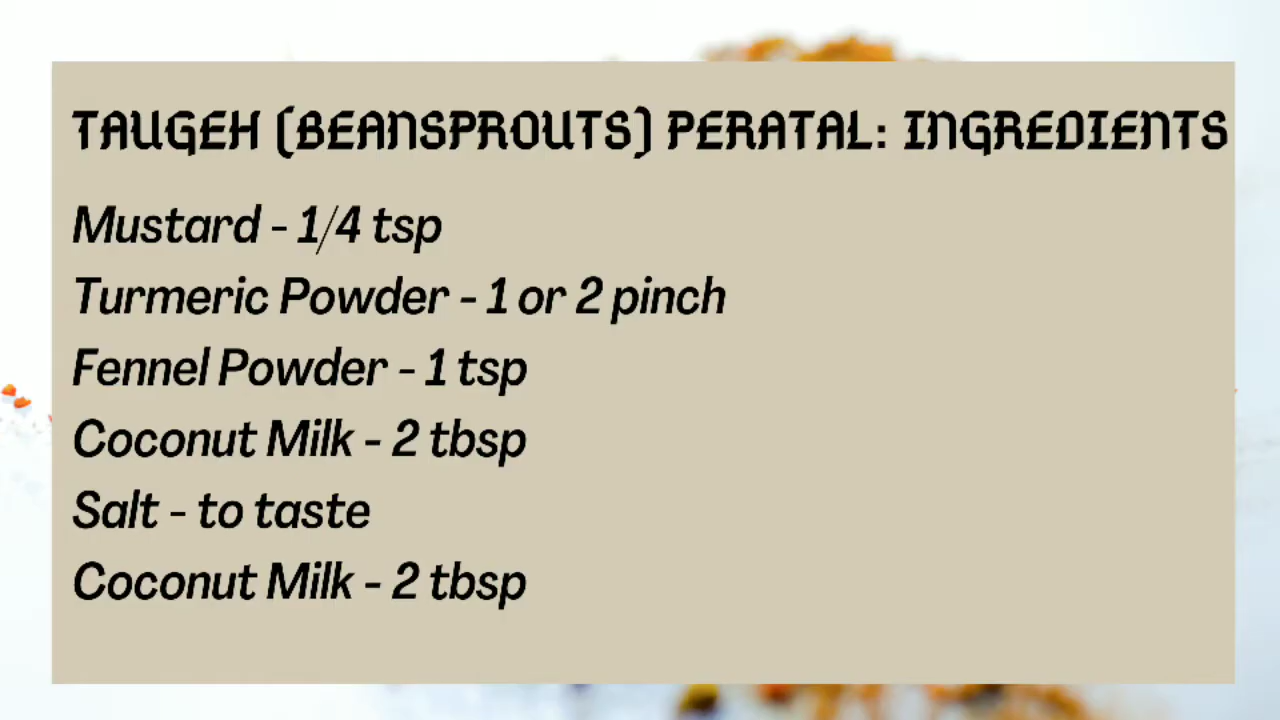 TAUGEH (BEANSPROUTS) PERATAL: INGREDIENTS
Mustard - 1/4 tsp
Turmeric Powder - 1 or 2 pinch
Fennel Powder - 1 tsp
Coconut Milk - 2 tbsp
Salt - to taste
Coconut Milk - 2 tbsp